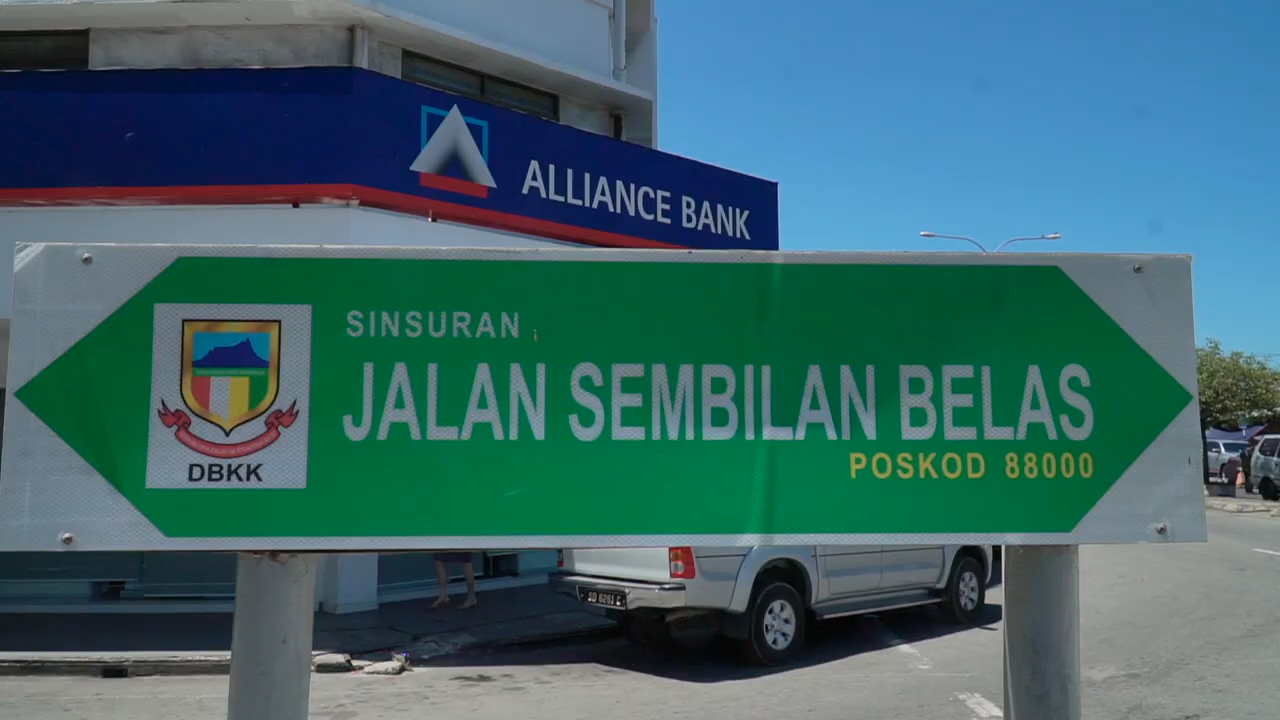 ALLIANCE BANK
SINSURAN
JALAN SEMBILAN BELAS
POSKOD 88000
DBKK